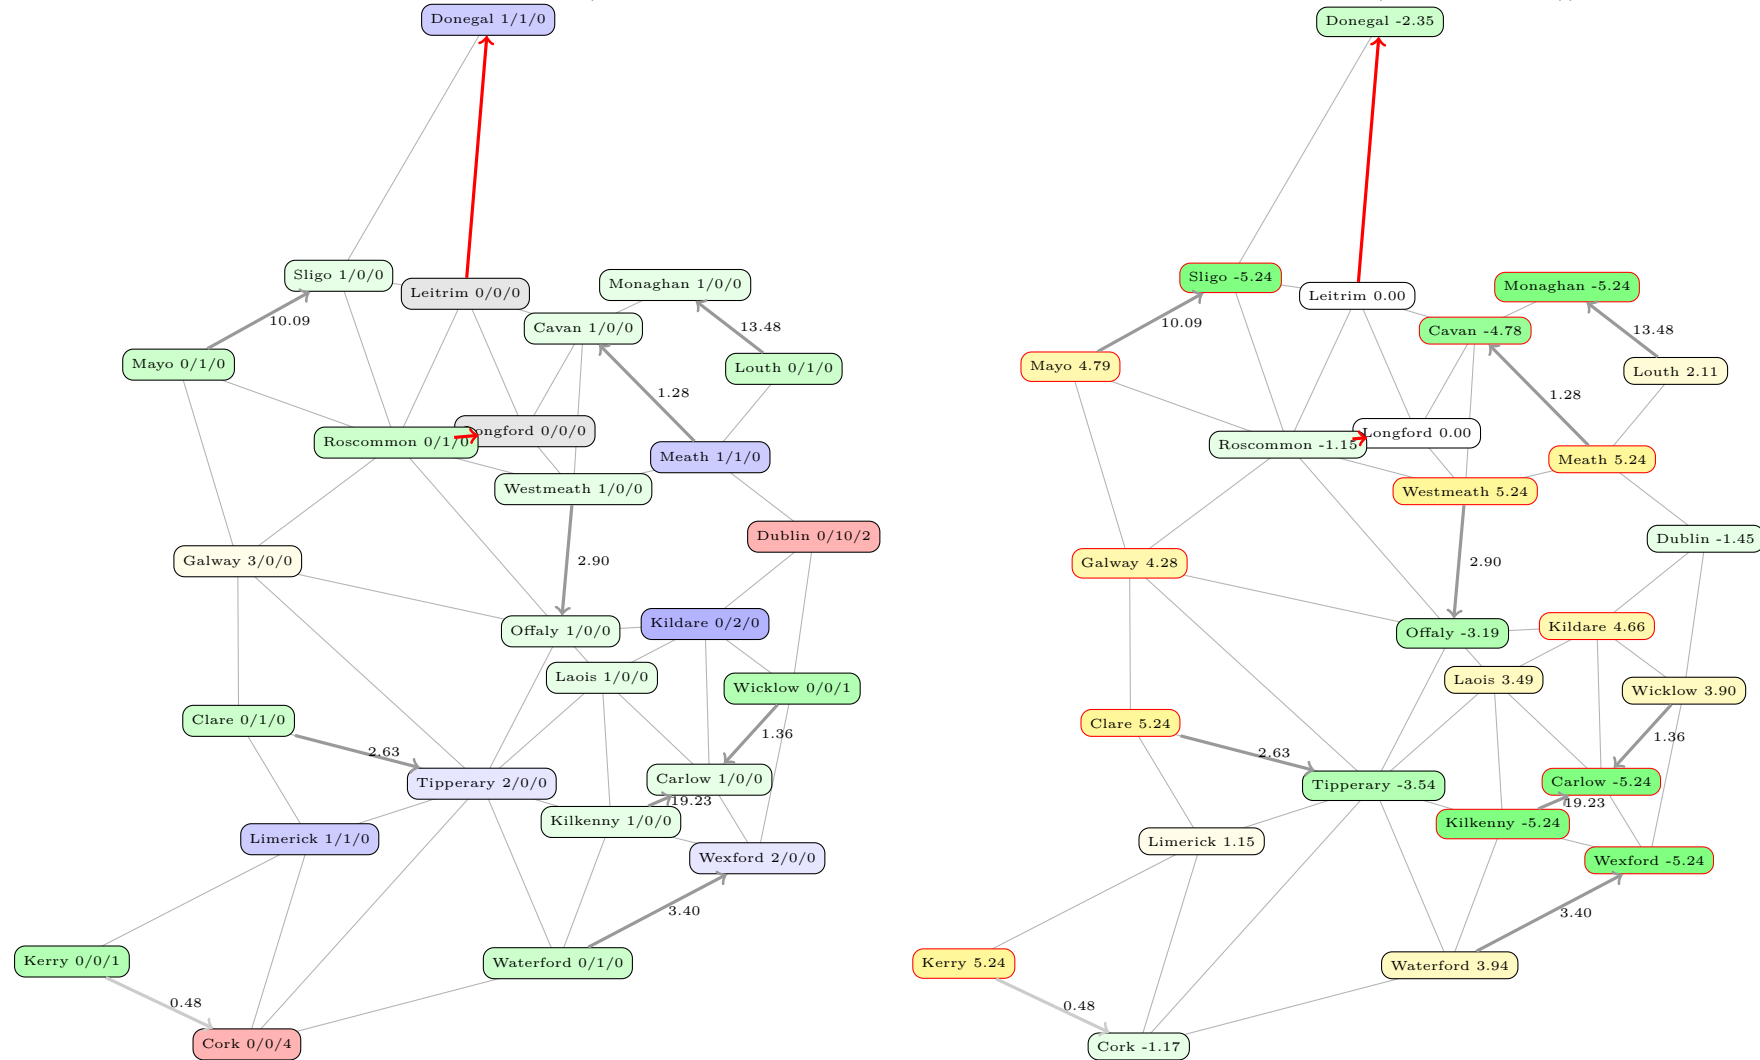 Donegal 1/1/0
Sligo 1/0/0
Leitrim 0/0/0
Monaghan 1/0/0
Cavan 1/0/0
10.09
13.48
Mayo 0/1/0
Louth 0/1/0
1.28
Roscommon 0/1/0
ongford 0/0/0
Meath 1/1/0
Westmeath 1/0/0
Dublin 0/10/2
Galway 3/0/0
2.90
Offaly 1/0/0
Kildare 0/2/0
Laois 1/0/0
Wicklow 0/0/1
Clare 0/1/0
2.63
1.36
Tipperary 2/0/0
Carlow 1/0/0
19.23
Kilkenny 1/0/0
Limerick 1/1/0
Wexford 2/0/0
3.40
Kerry 0/0/1
Waterford 0/1/0
0.48
Cork 0/0/4
Donegal -2.35
Sligo -5.24
Leitrim 0.00
Monaghan -5.24
Cavan -4.78
10.09
13.48
Mayo 4.79
Louth 2.11
1.28
Roscommon -1.15
Longford 0.00
Meath 5.24
Westmeath 5.24
Dublin -1.45
Galway 4.28
2.90
Offaly -3.19
Kildare 4.66
Laois 3.49
Wicklow 3.90
Clare 5.24
2.63
1.36
Tipperary -3.54
Carlow -5.24
19.23
Kilkenny -5.24
Limerick 1.15
Wexford -5.24
3.40
Kerry 5.24
Waterford 3.94
0.48
Cork -1.17